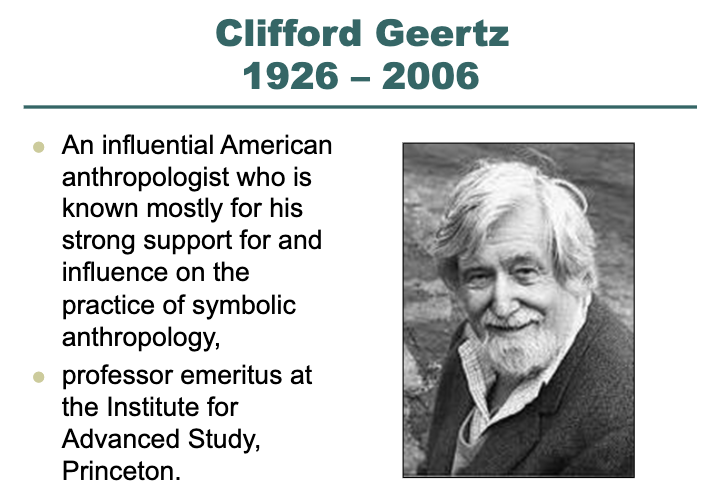 Clifford Geertz
1926 – 2006
An influential American
anthropologist who is
known mostly for his
strong support for and
influence on the
practice of symbolic
anthropology,
professor emeritus at
the Institute for
Advanced Study,
Princeton.